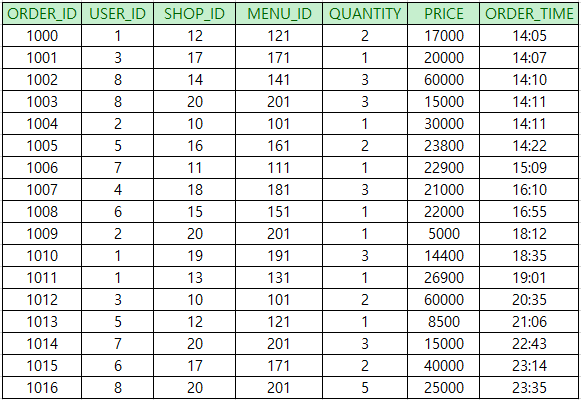 ORDER_ID USER_ID SHOP_ID MENU_ID QUANTITY PRICE ORDER_TIME
1000 1 12 121 2 17000 14:05
1001 3 17 171 1 20000 14:07
1002 8 14 141 3 60000 14:10
1003 8 20 201 3 15000 14:11
1004 2 10 101 1 30000 14:11
1005 5 16 161 2 23800 14:22
1006 7 11 111 1 22900 15:09
1007 4 18 181 3 21000 16:10
1008 6 15 151 1 22000 16:55
1009 2 20 201 1 5000 18:12
1010 1 19 191 3 14400 18:35
1011 1 13 131 1 26900 19:01
1012 3 10 101 2 60000 20:35
1013 5 12 121 1 8500 21:06
1014 7 20 201 3 15000 22:43
1015 6 17 171 2 40000 23:14
1016 8 20 201 5 25000 23:35